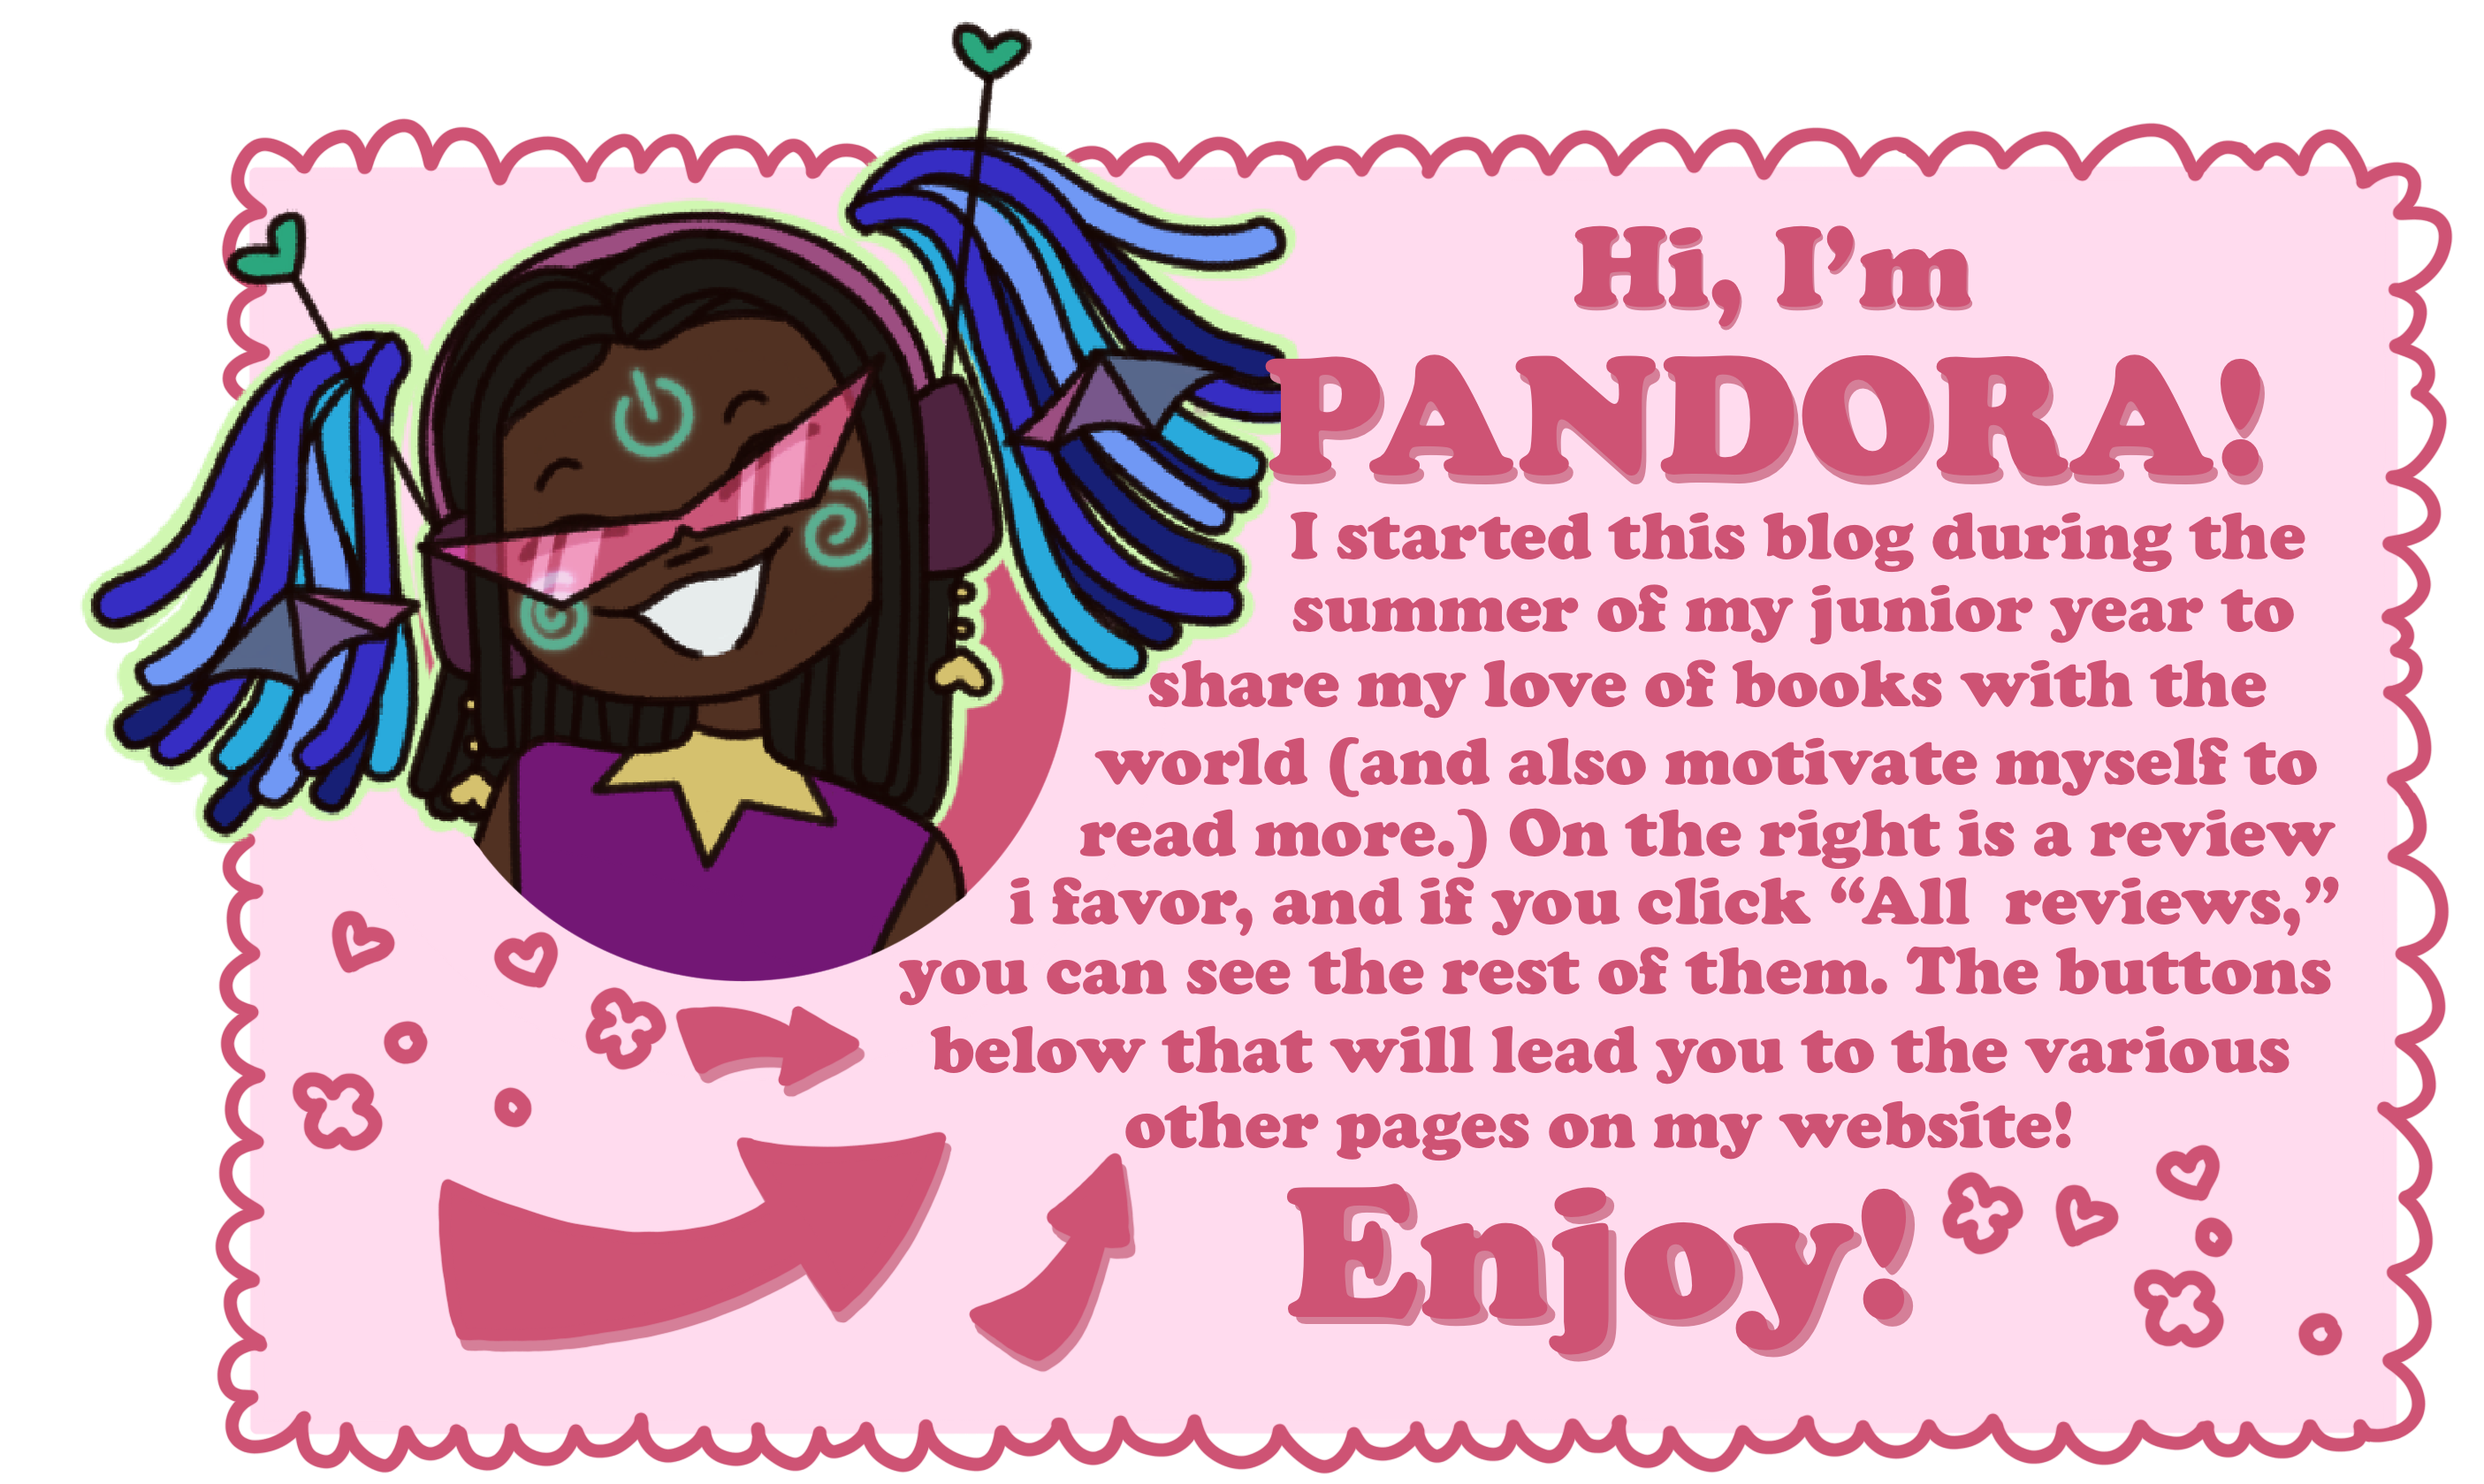 Hi, I'm
PANDORA!
I started this blog during the
summer of my junior year to
share my love of books with the
world (and also motivate myself to
read more.) On the right is a review
i favor, and if you click “All reviews,”
you can see the rest of them. The buttons
below that will lead you to the various
other pages on my website!
Enjoy!